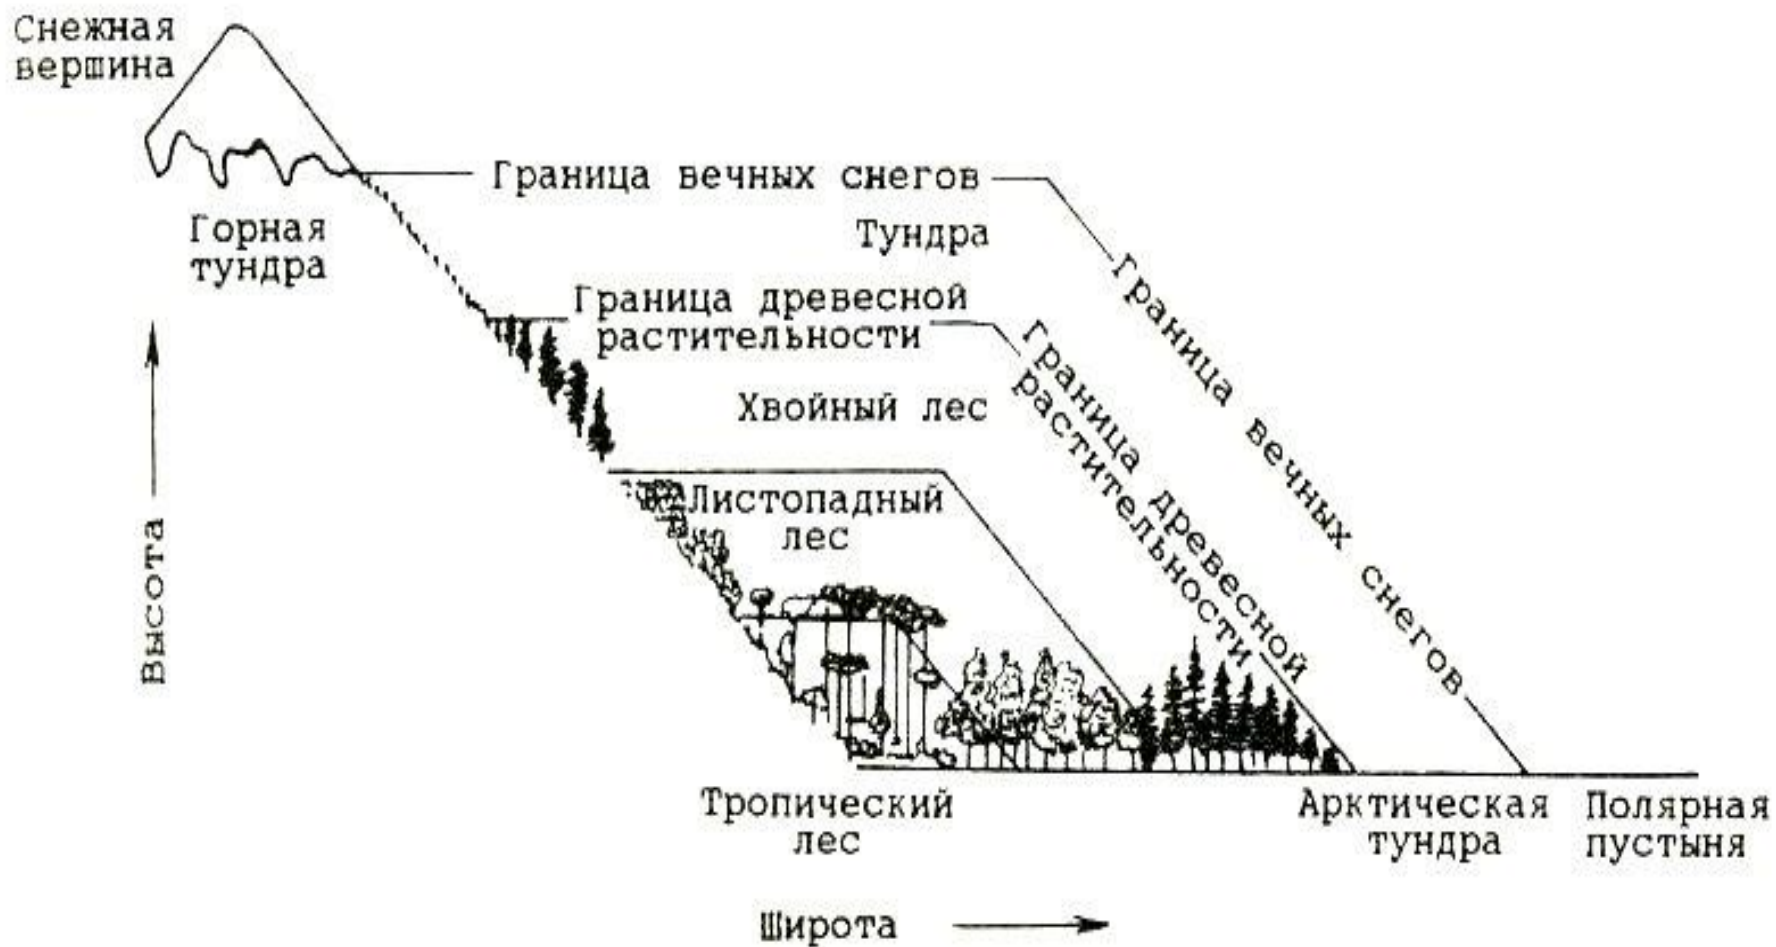 Снежная
вершина
Граница вечных снегов
Горная
тундра
Тундра
Граница вечных снегов
Граница древесной
растительности
Граница древесной
растительности
Хвойный лес
Листопадный
лес
Высота
Тропический
лес
Арктическая
тундра
Полярная
пустыня
Широта